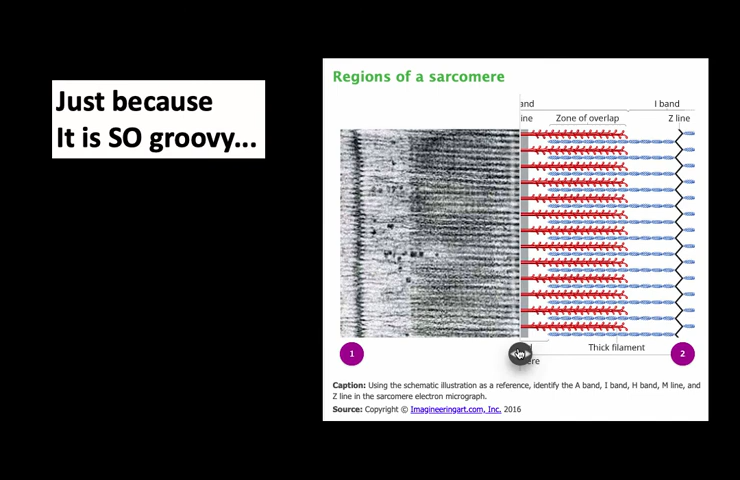 Just because
It is SO groovy...
Regions of a sarcomere
and
I band
ine
Zone of overlap
Z line
1
2
Thick filament
ere
Caption: Using the schematic illustration as a reference, identify the A band, I band, H band, M line, and
Z line in the sarcomere electron micrograph.
Source: Copyright © Imagineeringart.com, Inc. 2016